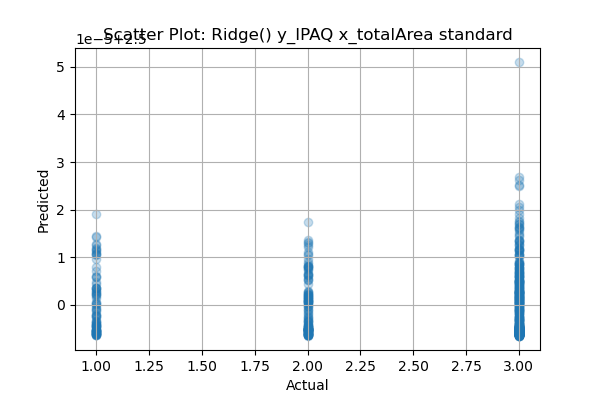 Scatter Plot: Ridge() y_IPAQ x_totalArea standard
1e−5+2.5
5
4
3
2
1
0
Predicted
1.00 1.25 1.50 1.75 2.00 2.25 2.50 2.75 3.00
Actual